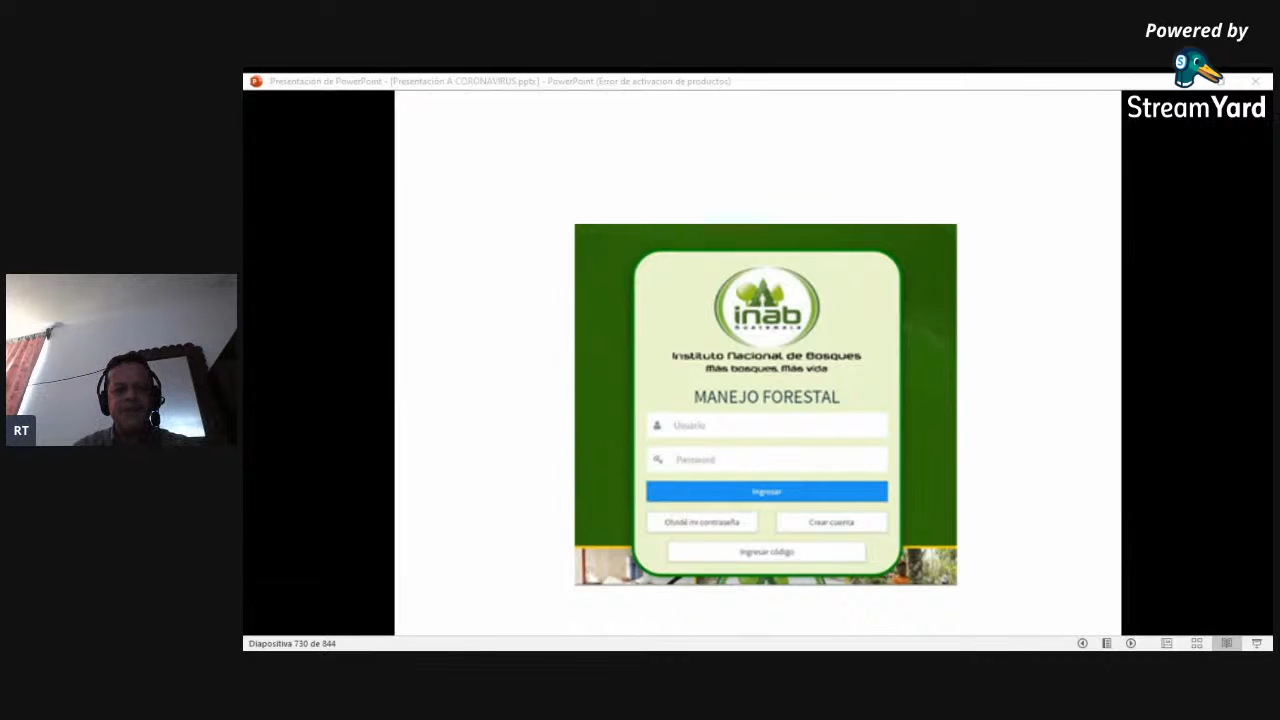 Powered by
StreamYard
Presentación de PowerPoint - [Presentación A CORONAVIRUS.pptx] - PowerPoint (Error de activación de productos)
inab
GUATEMALA
Instituto Nacional de Bosques
Más bosques, Más vida
MANEJO FORESTAL
Usuario
Password
Ingresar
Olvidé mi contraseña
Crear cuenta
Ingresar código
RT
Diapositiva 730 de 844